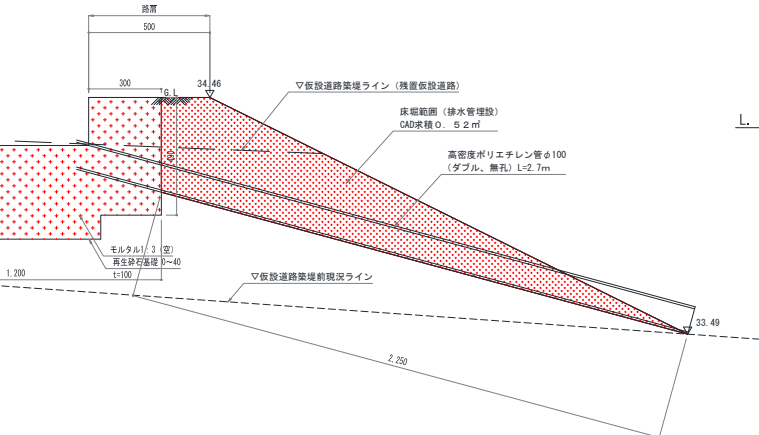 路肩
500
300
G.L
34.46
▽仮設道路築堤ライン（残置仮設道路）
床堀範囲（排水管埋設）
CAD求積０．５２㎡
L.
高密度ポリエチレン管φ100
（ダブル、無孔）L=2.7m
490
モルタル1：3（空）
再生砕石基礎 0～40
t=100
1,200
▽仮設道路築堤前現況ライン
33.49
2,250